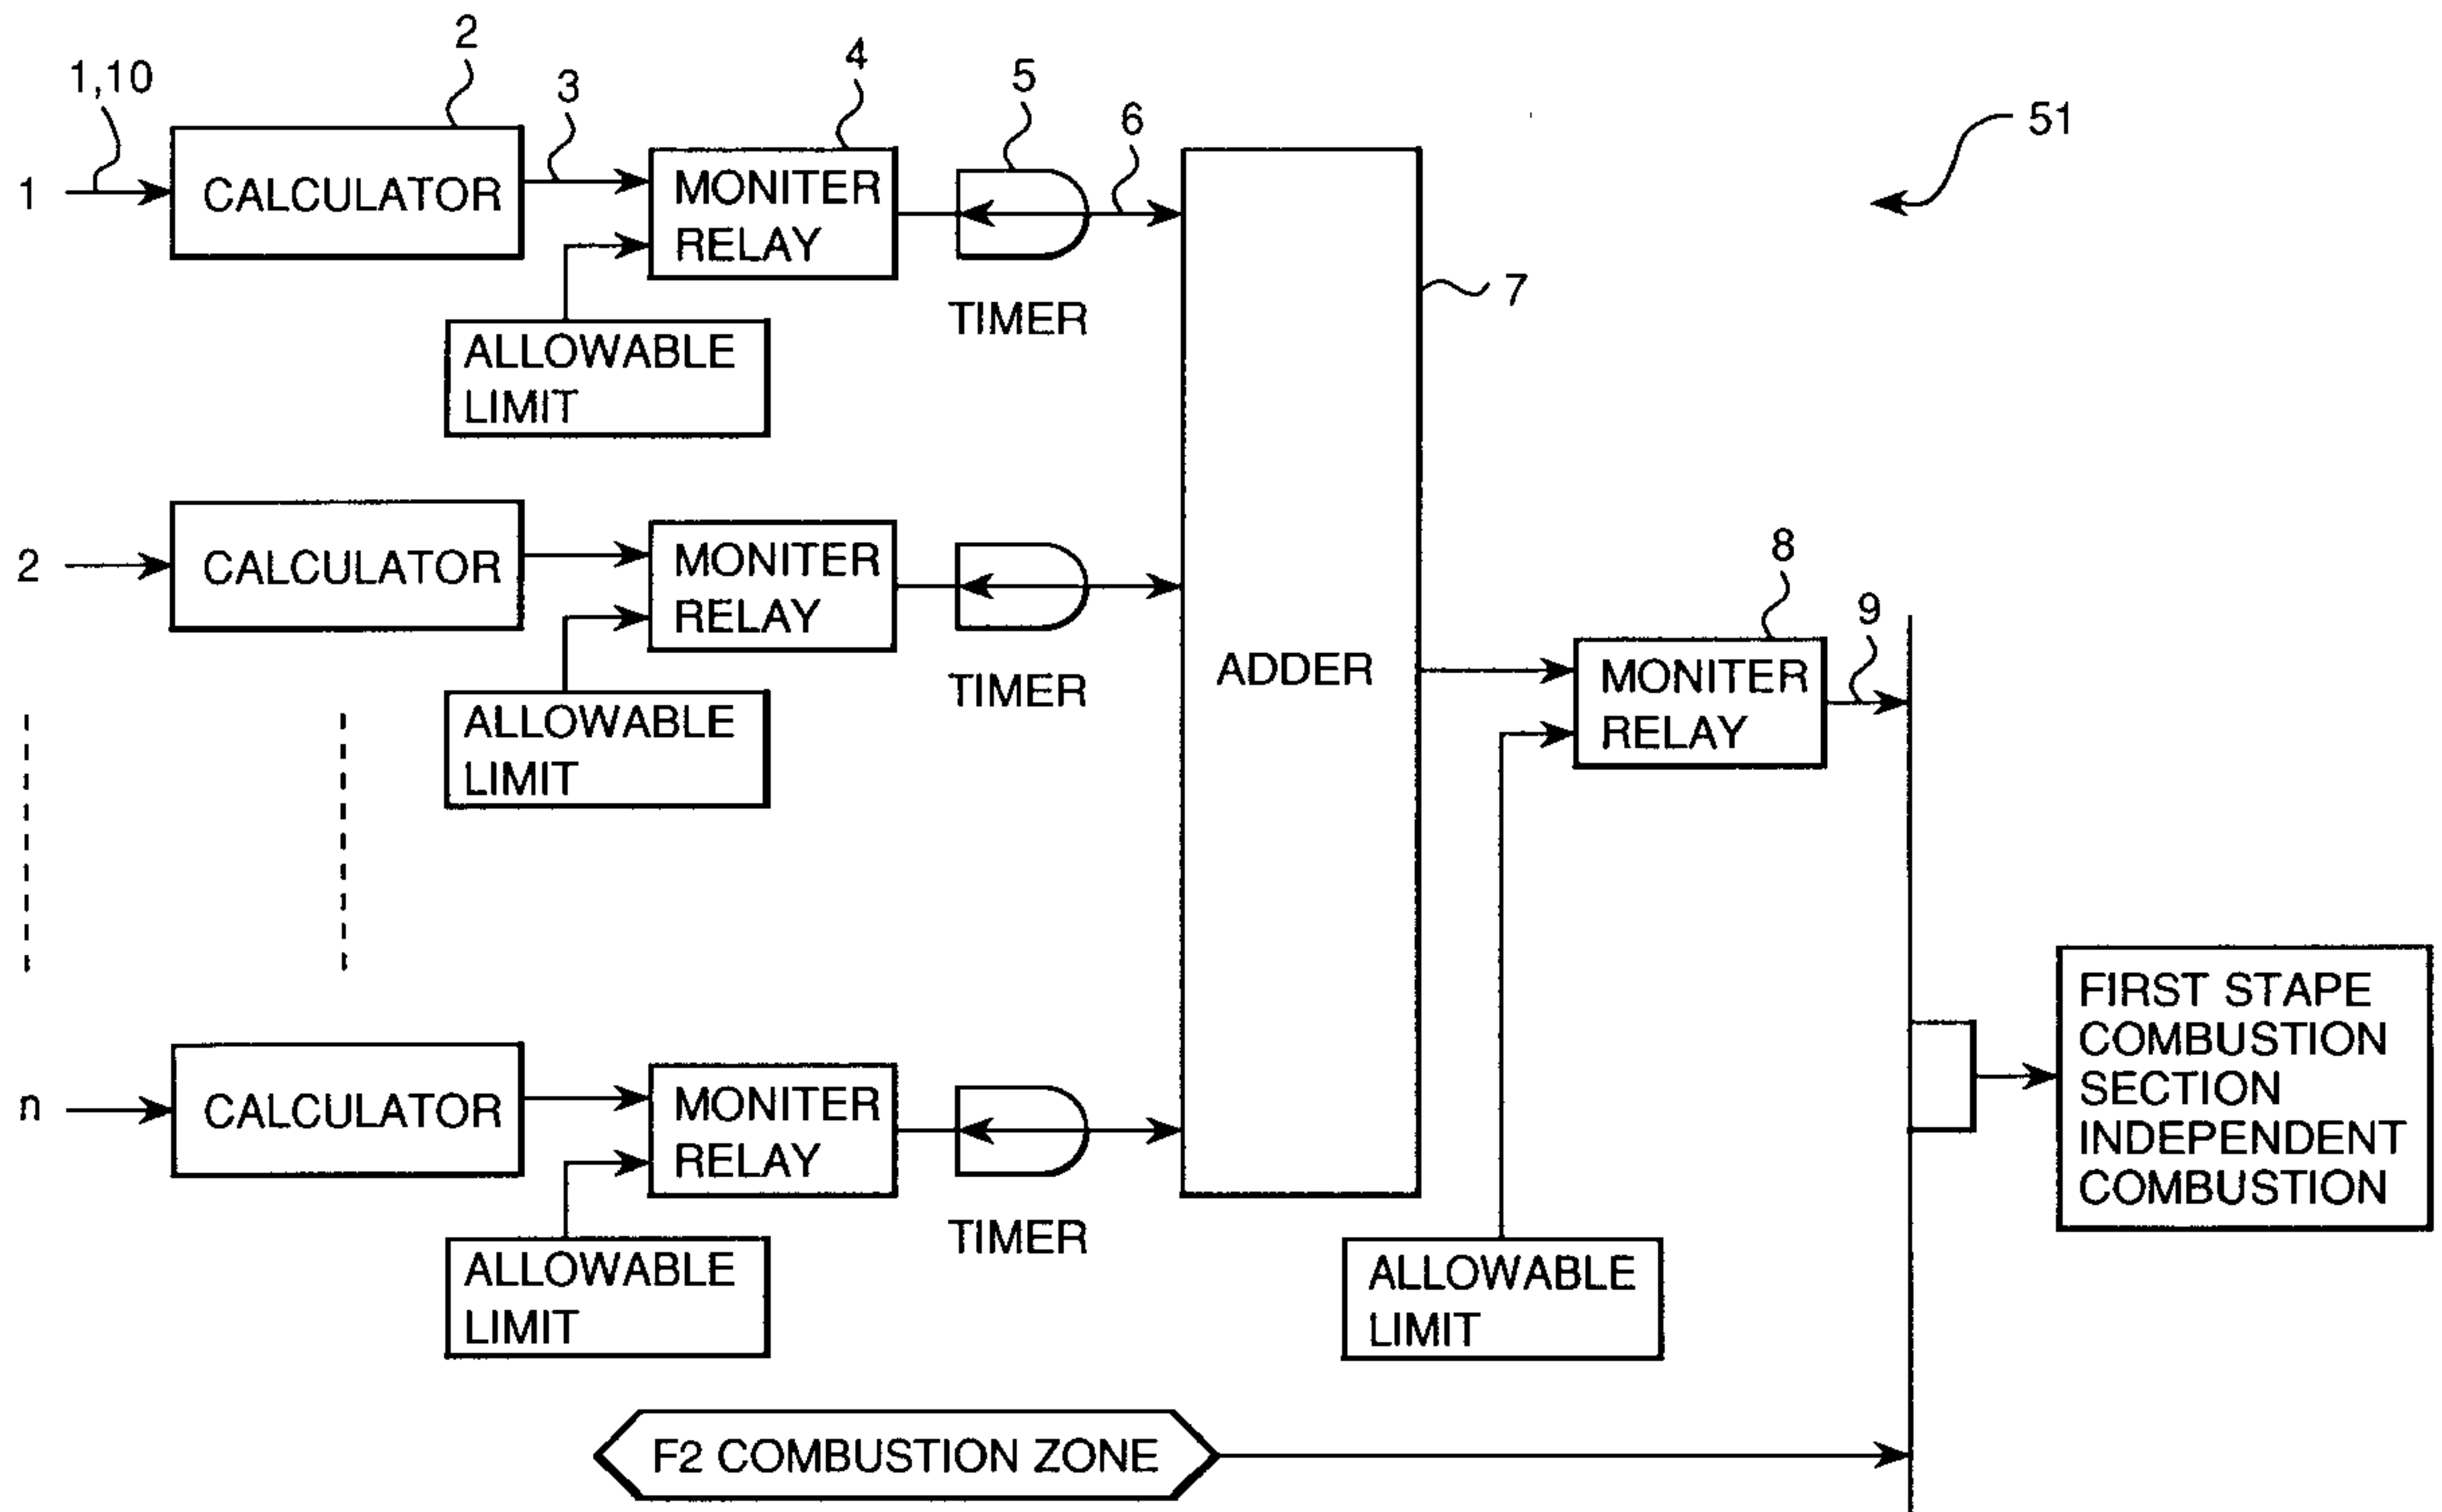 1,10
2
3
4
5
6
51
1
CALCULATOR
MONITER
RELAY
TIMER
7
ALLOWABLE
LIMIT
2
CALCULATOR
MONITER
RELAY
TIMER
ALLOWABLE
LIMIT
ADDER
8
9
MONITER
RELAY
n
CALCULATOR
MONITER
RELAY
TIMER
ALLOWABLE
LIMIT
ALLOWABLE
LIMIT
FIRST STAPE
COMBUSTION
SECTION
INDEPENDENT
COMBUSTION
F2 COMBUSTION ZONE